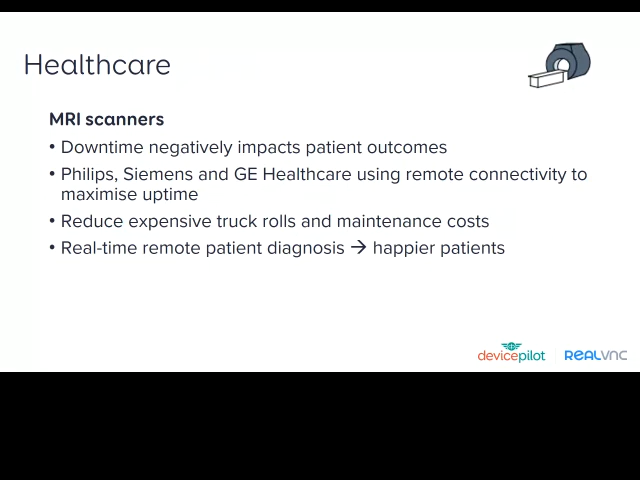 Healthcare
MRI scanners
• Downtime negatively impacts patient outcomes
• Philips, Siemens and GE Healthcare using remote connectivity to
maximise uptime
• Reduce expensive truck rolls and maintenance costs
• Real-time remote patient diagnosis → happier patients
devicepilot
REALVNC